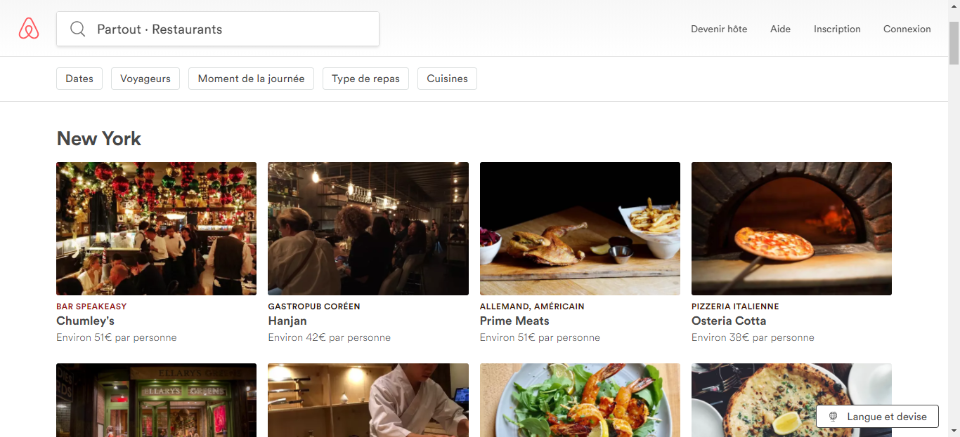 Partout · Restaurants
Devenir hôte
Aide
Inscription
Connexion
Dates
Voyageurs
Moment de la journée
Type de repas
Cuisines
New York
BAR SPEAKEASY
Chumley's
Environ 51€ par personne
GASTROPUB CORÉEN
Hanjan
Environ 42€ par personne
ALLEMAND, AMÉRICAIN
Prime Meats
Environ 51€ par personne
PIZZERIA ITALIENNE
Osteria Cotta
Environ 38€ par personne
ELLARY'S GREENS
Langue et devise